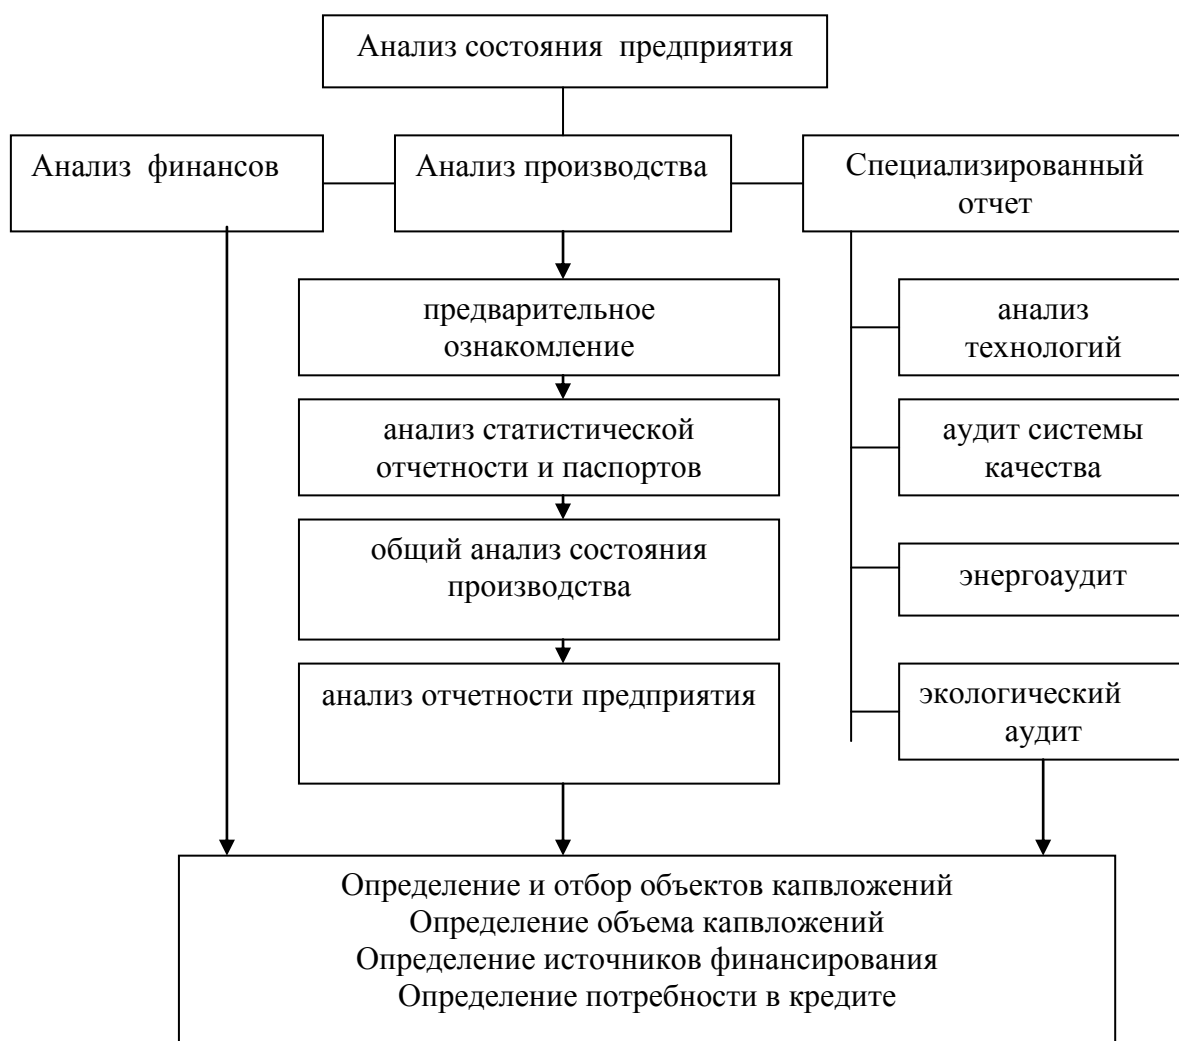 Анализ состояния предприятия
Анализ финансов
Анализ производства
Специализированный
отчет
предварительное
ознакомление
анализ статистической
отчетности и паспортов
общий анализ состояния
производства
анализ отчетности предприятия
анализ
технологий
аудит системы
качества
энергоаудит
экологический
аудит
Определение и отбор объектов капвложений
Определение объема капвложений
Определение источников финансирования
Определение потребности в кредите